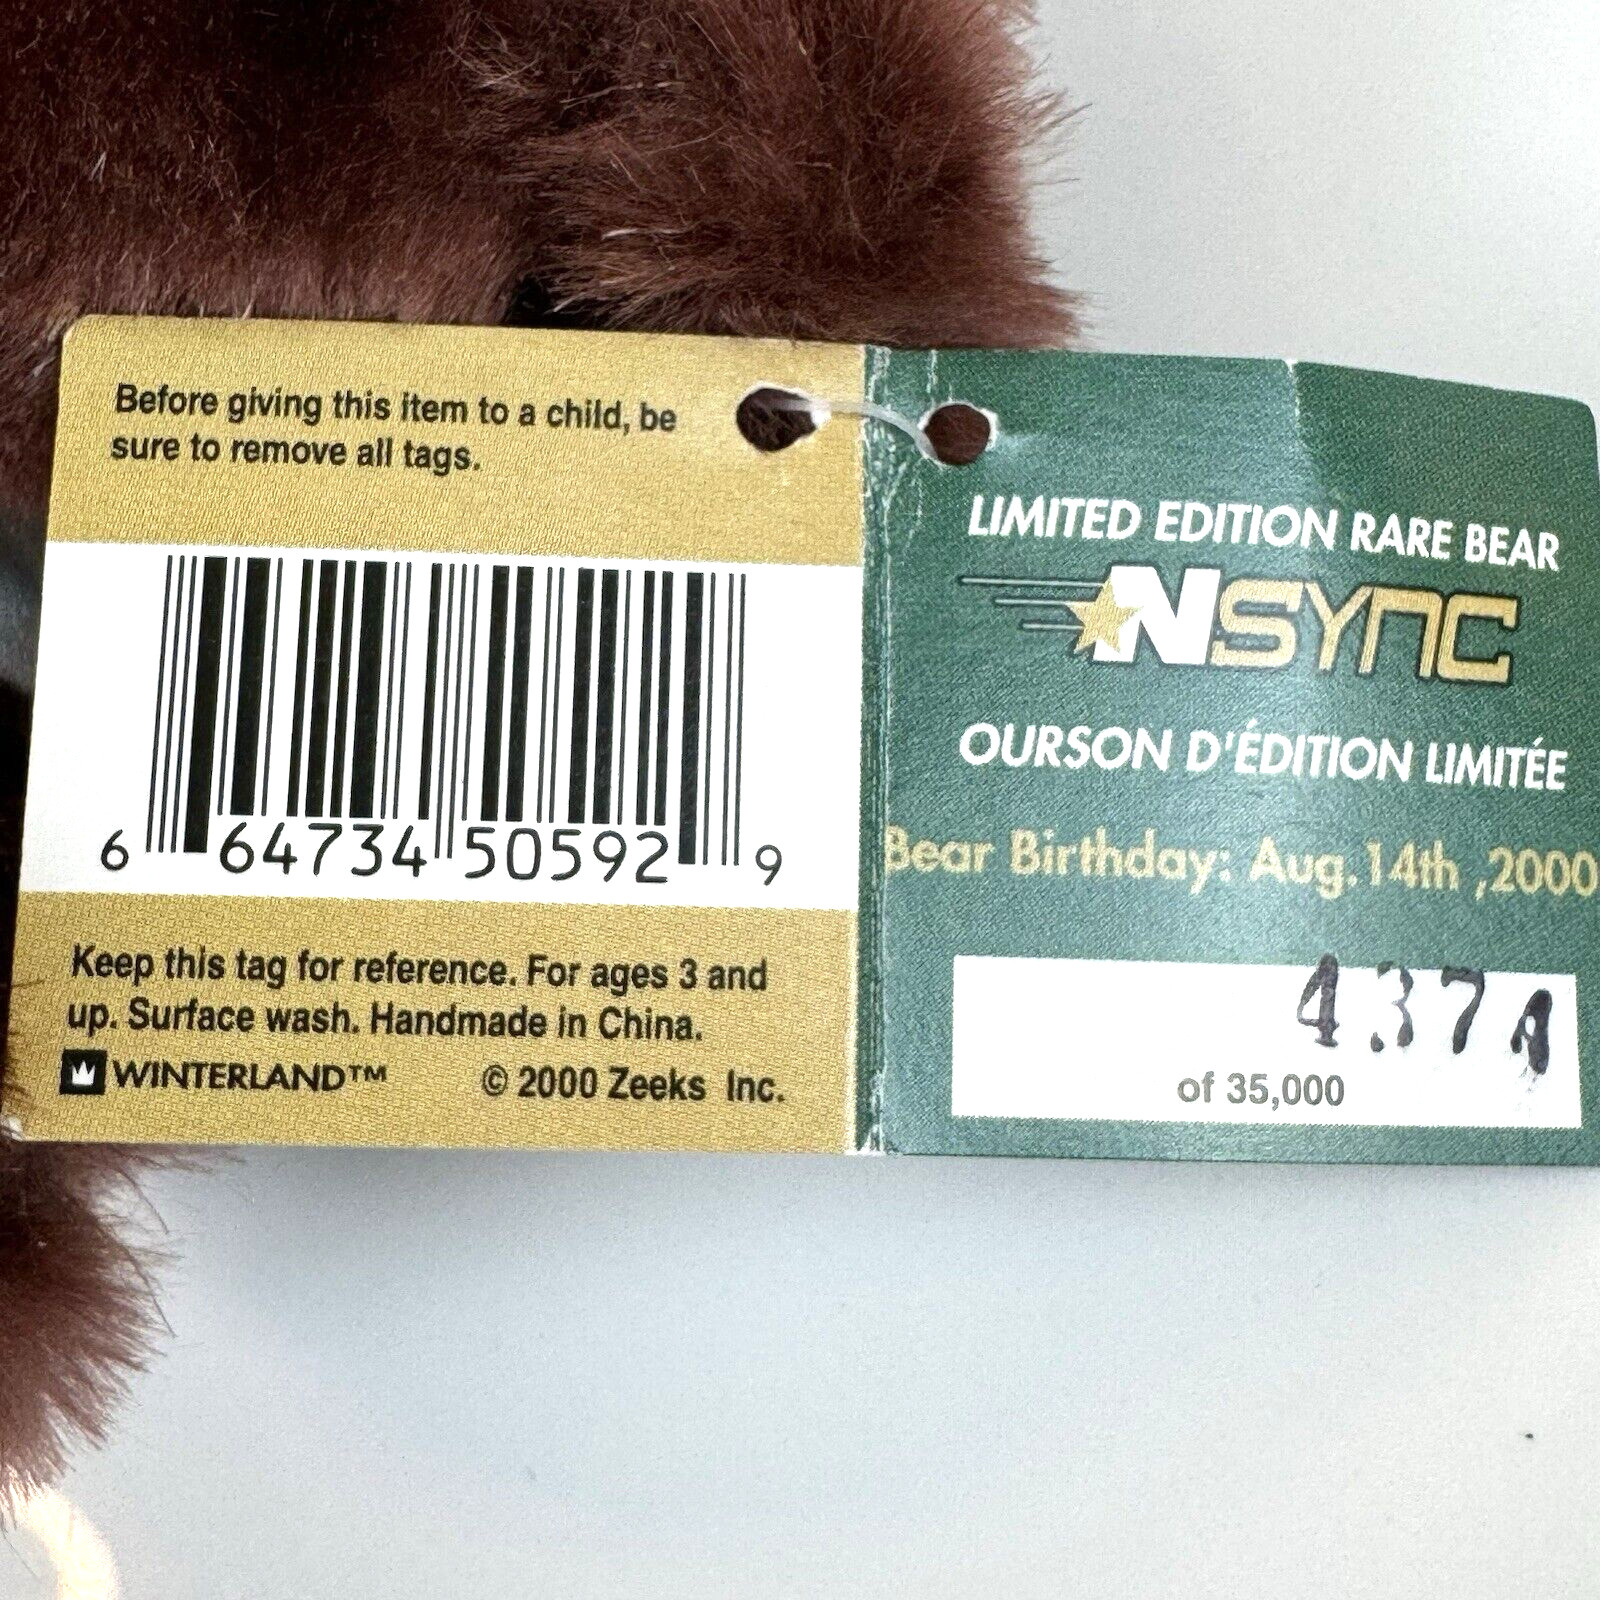 Before giving this item to a child, be
sure to remove all tags.
6 64734 50592 9
Keep this tag for reference. For ages 3 and
up. Surface wash. Handmade in China.
WINTERLAND™ © 2000 Zeeks Inc.
LIMITED EDITION RARE BEAR
NSYNC
OURSON D'ÉDITION LIMITÉE
Bear Birthday: Aug.14th ,2000
of 35,000